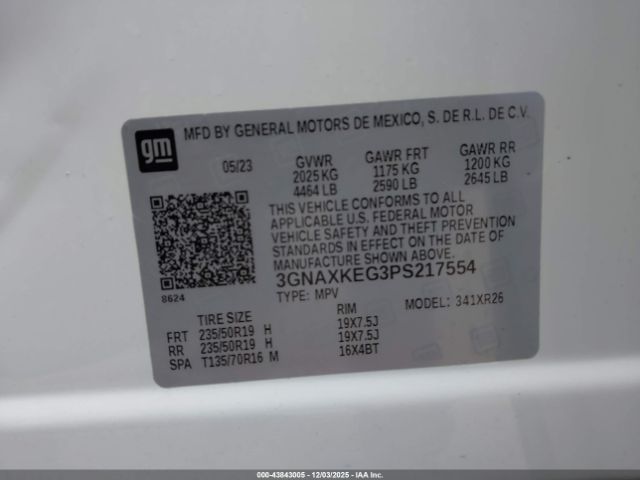 gm
MFD BY GENERAL MOTORS DE MEXICO, S. DE R.L. DE C.V.
05/23 GVWR GAWR FRT GAWR RR
2025 KG 1175 KG 1200 KG
4464 LB 2590 LB 2645 LB
THIS VEHICLE CONFORMS TO ALL
APPLICABLE U.S. FEDERAL MOTOR
VEHICLE SAFETY AND THEFT PREVENTION
STANDARDS IN EFFECT ON THE DATE OF
MANUFACTURE SHOWN ABOVE.
3GNAXKEG3PS217554
8624 TYPE: MPV MODEL: 341XR26
TIRE SIZE RIM
FRT 235/50R19 H 19X7.5J
RR 235/50R19 H 19X7.5J
SPA T135/70R16 M 16X4BT
000-43843005 - 12/03/2025 - IAA Inc.